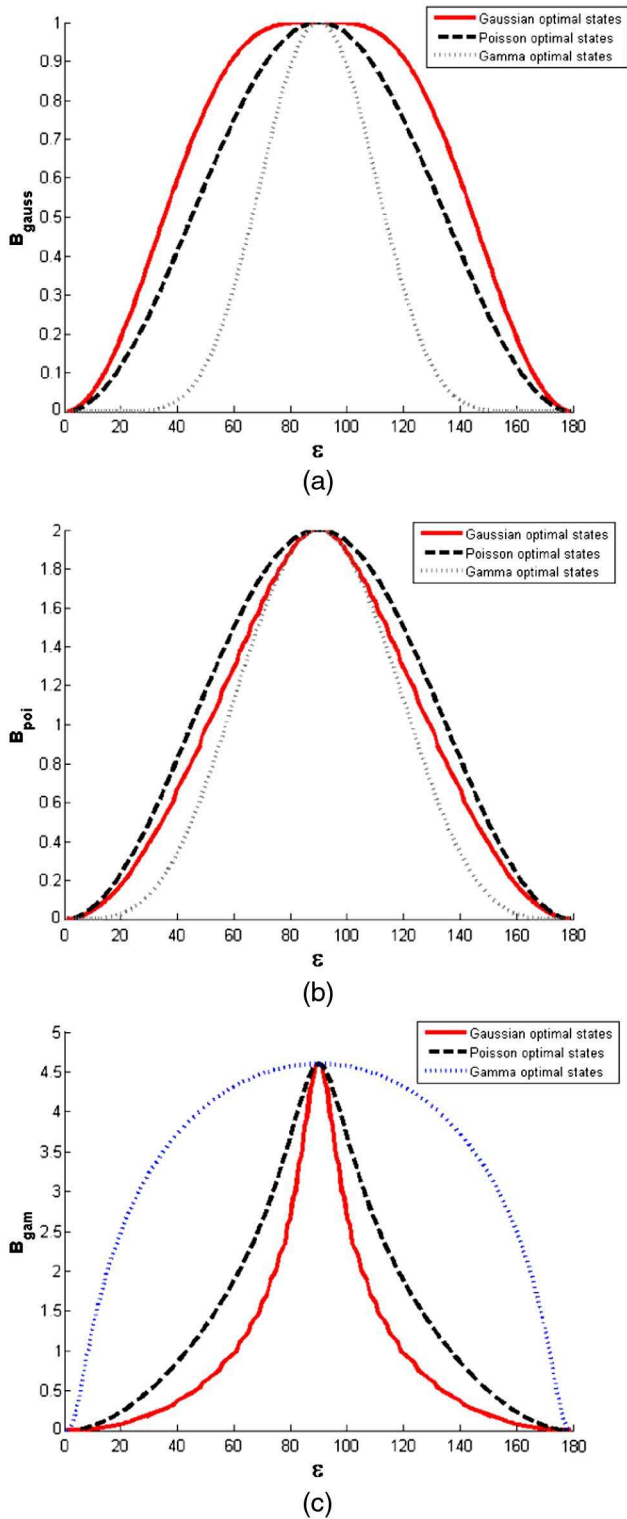 Gaussian optimal states
Poisson optimal states
Gamma optimal states
1
0.9
0.8
0.7
0.6
0.5
0.4
0.3
0.2
0.1
0
B gauss
0 20 40 60 80 100 120 140 160 180
ε
(a)
Gaussian optimal states
Poisson optimal states
Gamma optimal states
2
1.8
1.6
1.4
1.2
1
0.8
0.6
0.4
0.2
0
B poi
0 20 40 60 80 100 120 140 160 180
ε
(b)
Gaussian optimal states
Poisson optimal states
Gamma optimal states
5
4.5
4
3.5
3
2.5
2
1.5
1
0.5
0
B gam
0 20 40 60 80 100 120 140 160 180
ε
(c)